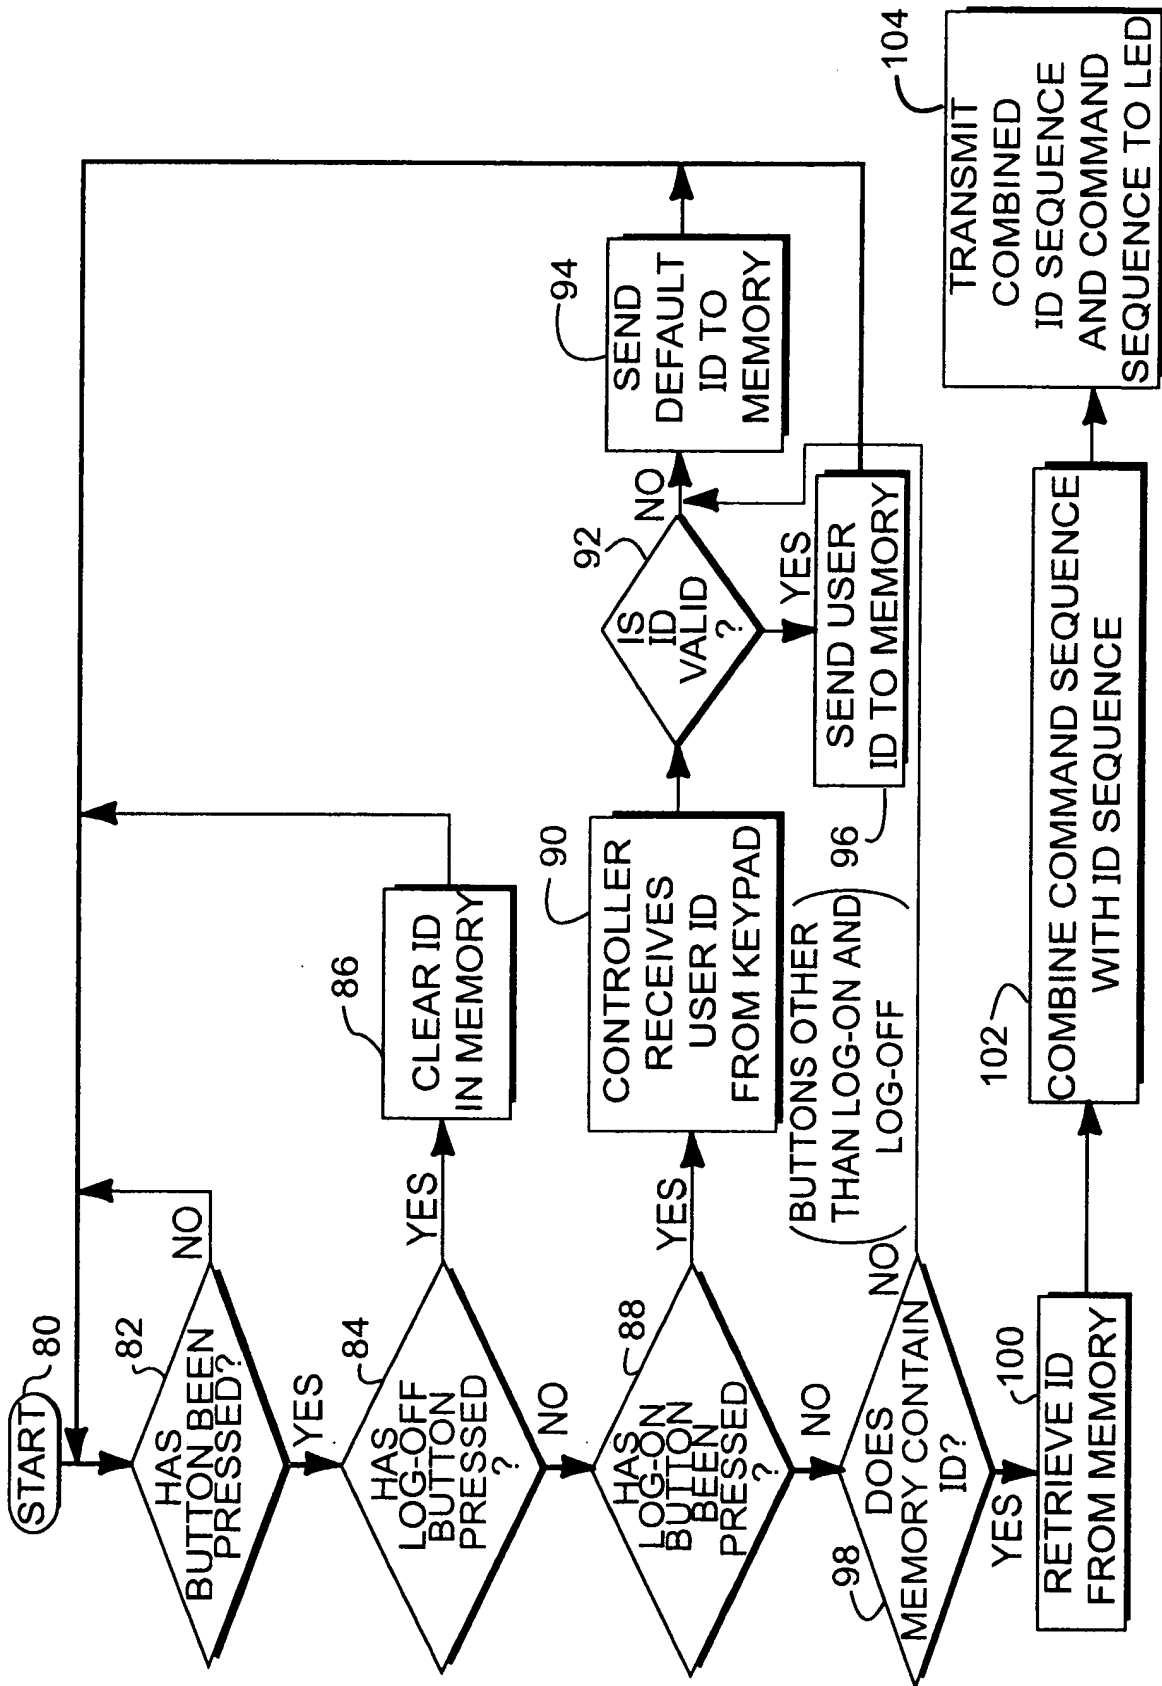 START
80
HAS
BUTTON BEEN
PRESSED?
82
NO
YES
HAS
LOG-OFF
BUTTON
PRESSED
?
84
YES
NO
CLEAR ID
IN MEMORY
86
HAS
LOG-ON
BUTTON
BEEN
PRESSED
?
88
YES
NO
CONTROLLER
RECEIVES
USER ID
FROM KEYPAD
90
IS
ID
VALID
?
92
NO
YES
SEND
DEFAULT
ID TO
MEMORY
94
SEND USER
ID TO MEMORY
96
(BUTTONS OTHER
THAN LOG-ON AND
LOG-OFF)
DOES
MEMORY CONTAIN
ID?
98
NO
YES
RETRIEVE ID
FROM MEMORY
100
COMBINE COMMAND SEQUENCE
WITH ID SEQUENCE
102
TRANSMIT
COMBINED
ID SEQUENCE
AND COMMAND
SEQUENCE TO LED
104